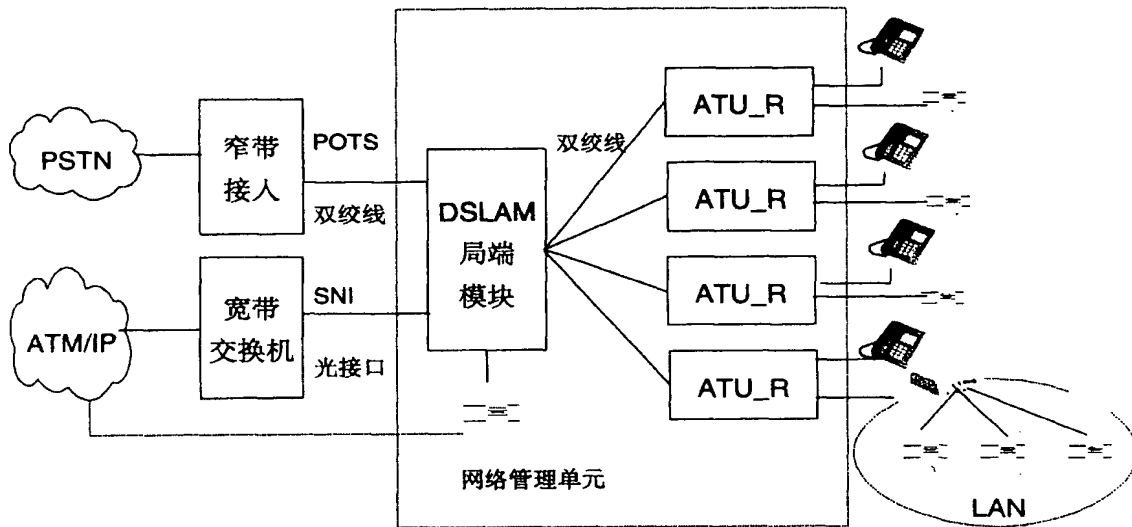 PSTN
窄带
接人
POTS
双绞线
ATM/IP
宽带
交换机
SNI
光接口
DSLAM
局端
模块
双绞线
ATU_R
ATU_R
ATU_R
ATU_R
网络管理单元
LAN